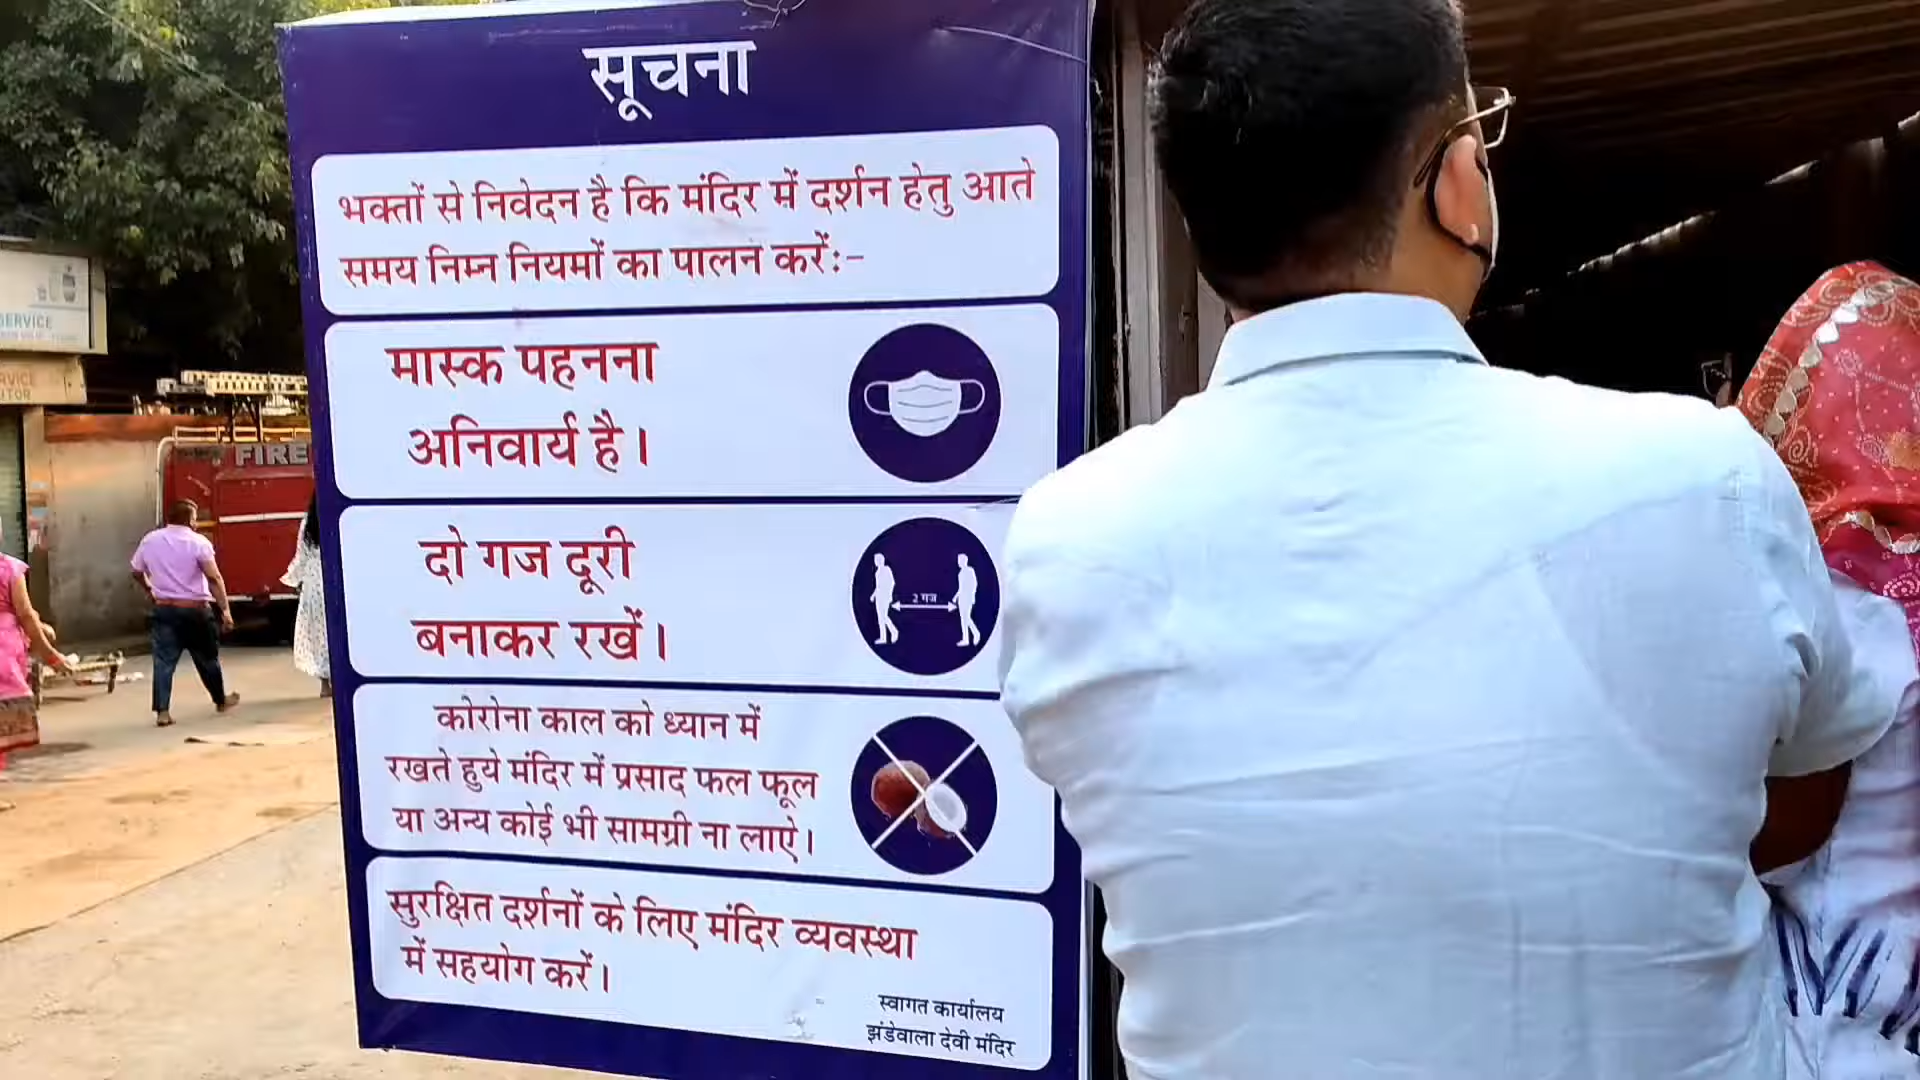 सूचना
भक्तों से निवेदन है कि मंदिर में दर्शन हेतु आते
समय निम्न नियमों का पालन करें:-
मास्क पहनना
अनिवार्य है।
दो गज दूरी
बनाकर रखें।
2 गज
कोरोना काल को ध्यान में
रखते हुये मंदिर में प्रसाद फल फूल
या अन्य कोई भी सामग्री ना लाऐ।
सुरक्षित दर्शनों के लिए मंदिर व्यवस्था
में सहयोग करें।
स्वागत कार्यालय
झंडेवाला देवी मंदिर
SERVICE
FIRE